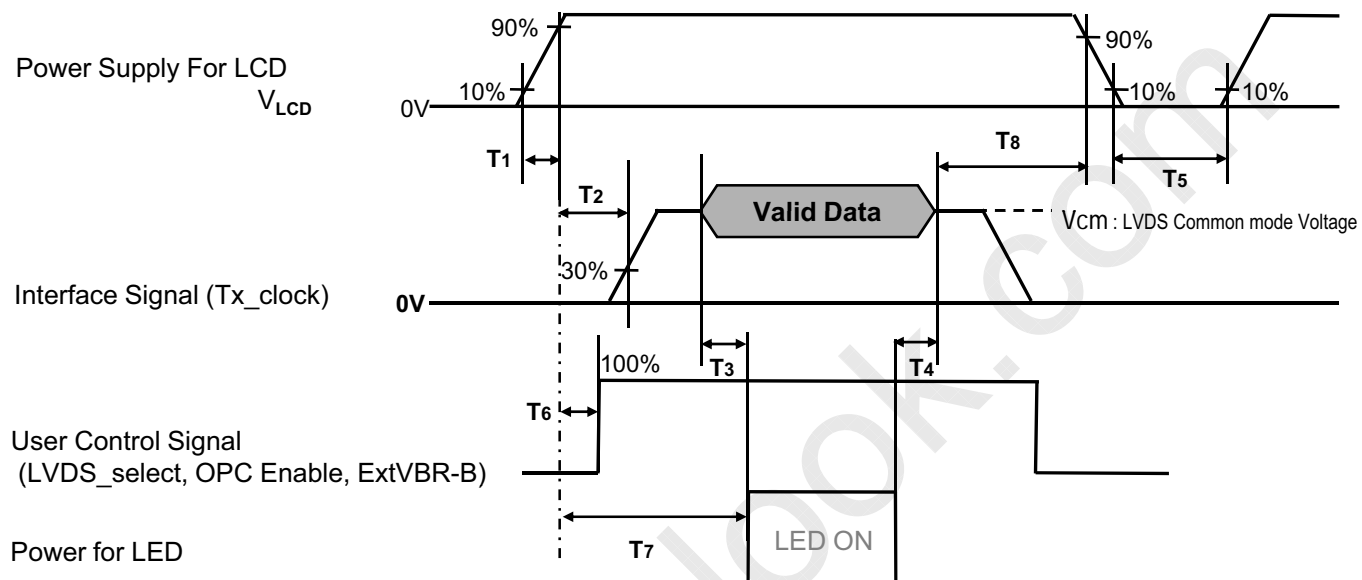 90%
90%
Power Supply For LCD
VLCD
10%
10%
10%
0V
T1
T8
T2
T5
Valid Data
Vcm : LVDS Common mode Voltage
30%
Interface Signal (Tx_clock)
0V
100%
T3
T4
T6
User Control Signal
(LVDS_select, OPC Enable, ExtVBR-B)
T7
LED ON
Power for LED
look.com